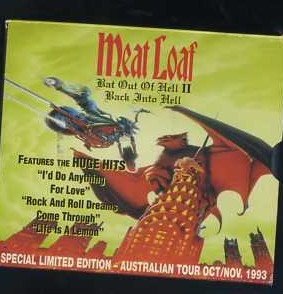 Meat Loaf
Bat Out Of Hell II
Back Into Hell
FEATURES THE HUGE HITS
"I'd Do Anything
For Love"
"Rock And Roll Dreams
Come Through"
"Life Is A Lemon"
SPECIAL LIMITED EDITION - AUSTRALIAN TOUR OCT/NOV. 1993